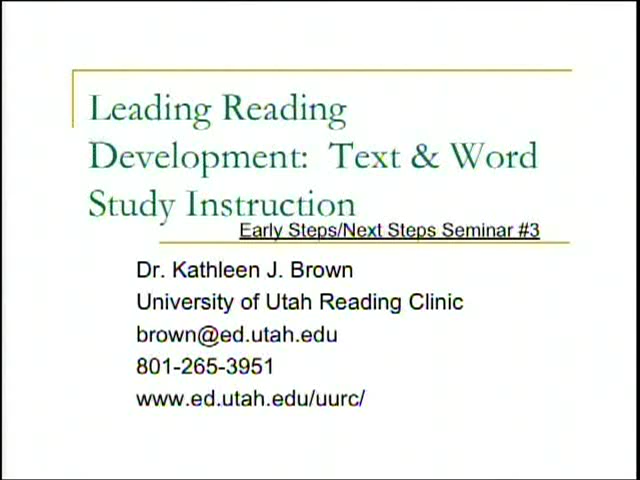 Leading Reading
Development:  Text & Word
Study Instruction
Early Steps/Next Steps Seminar #3
Dr. Kathleen J. Brown
University of Utah Reading Clinic
brown@ed.utah.edu
801-265-3951
www.ed.utah.edu/uurc/